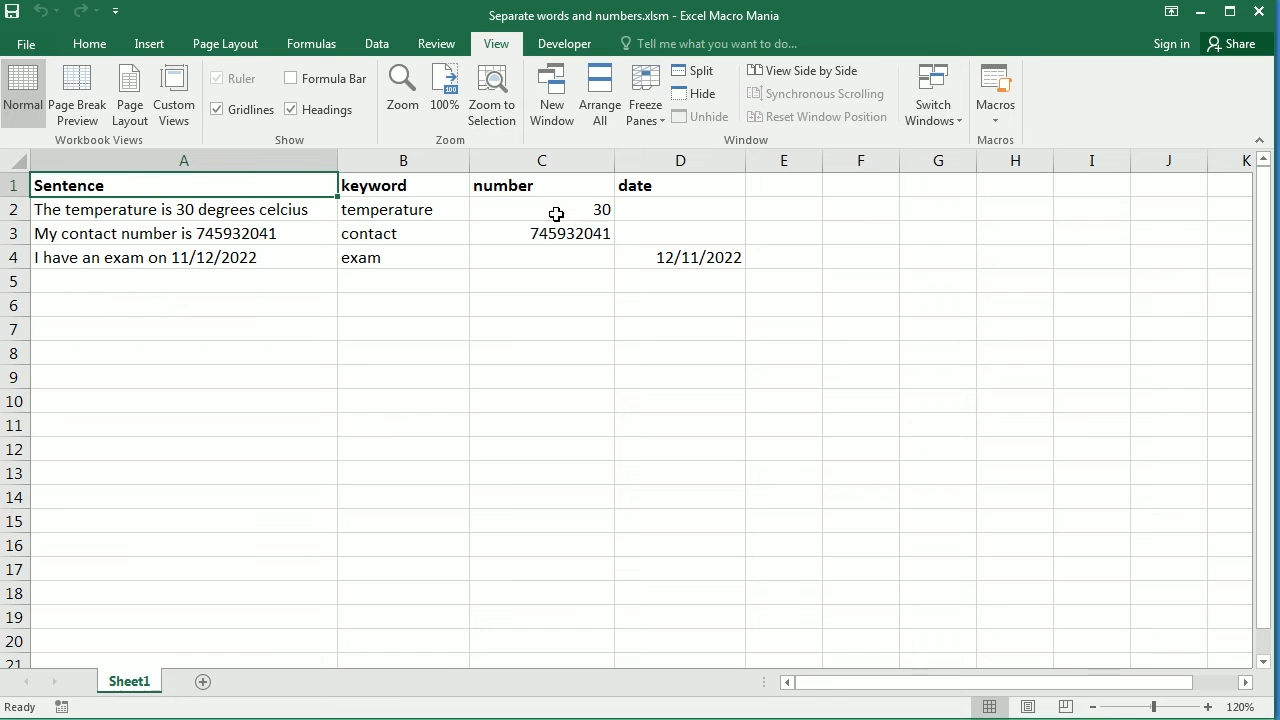 Separate words and numbers.xlsm - Excel Macro Mania
File Home Insert Page Layout Formulas Data Review View Developer Tell me what you want to do... Sign in Share
Normal
Page Break Preview
Page Layout
Custom Views
Workbook Views
Ruler
Formula Bar
Gridlines
Headings
Show
Zoom
100
100%
Zoom to Selection
Zoom
New Window
Arrange All
Freeze Panes
Split
Hide
Unhide
View Side by Side
Synchronous Scrolling
Reset Window Position
Window
Switch Windows
Macros
Macros
A B C D E F G H I J K
1 Sentence keyword number date
2 The temperature is 30 degrees celcius temperature 30
3 My contact number is 745932041 contact 745932041
4 I have an exam on 11/12/2022 exam 12/11/2022
5
6
7
8
9
10
11
12
13
14
15
16
17
18
19
20
21
Sheet1
Ready 120%